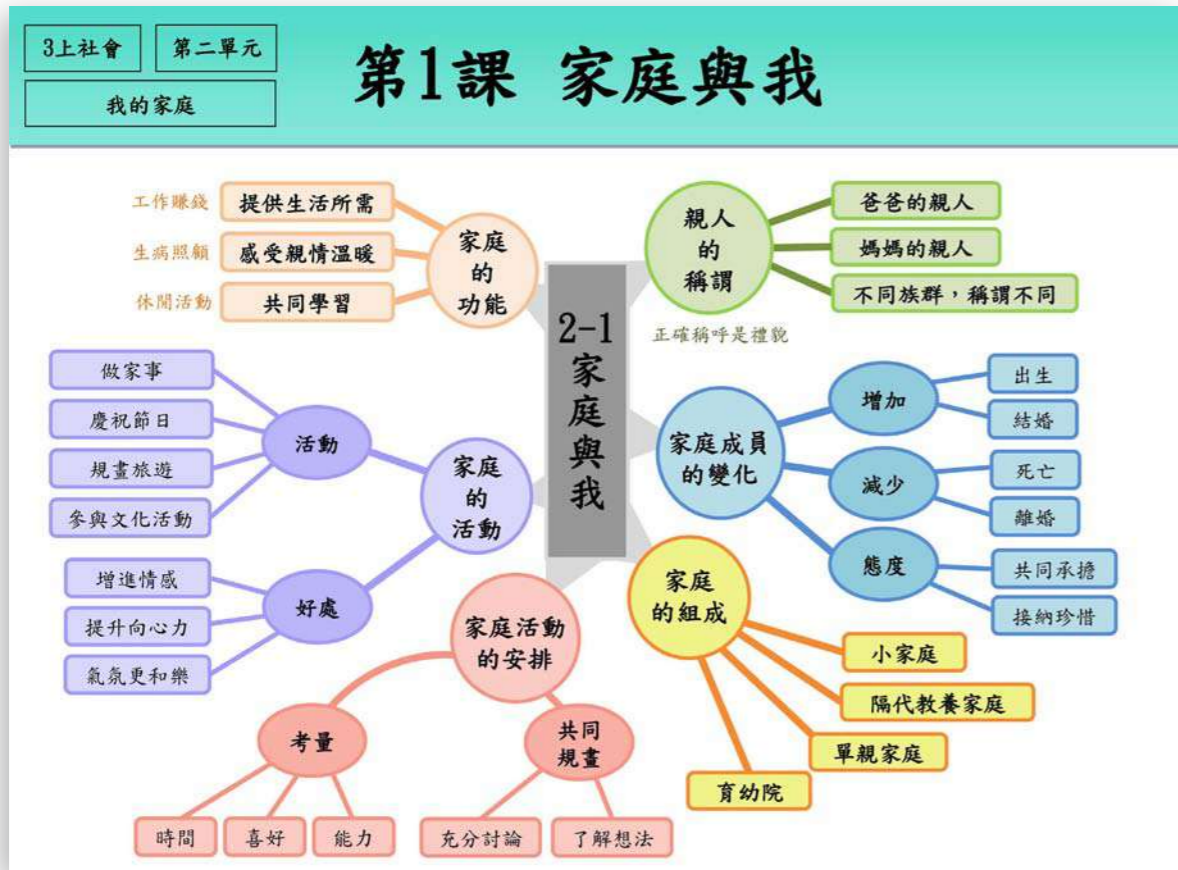 3上社會
第二單元
我的家庭
第1課 家庭與我
2-1
家
庭
與
我
家庭
的
功能
工作賺錢
提供生活所需
生病照顧
感受親情溫暖
休閒活動
共同學習
親人
的
稱謂
爸爸的親人
媽媽的親人
不同族群，稱謂不同
正確稱呼是禮貌
家庭
的
活動
活動
做家事
慶祝節日
規畫旅遊
參與文化活動
好處
增進情感
提升向心力
氣氛更和樂
家庭成員
的變化
增加
出生
結婚
減少
死亡
離婚
態度
共同承擔
接納珍惜
家庭活動
的安排
考量
時間
喜好
能力
共同
規畫
充分討論
了解想法
家庭
的組成
小家庭
隔代教養家庭
單親家庭
育幼院